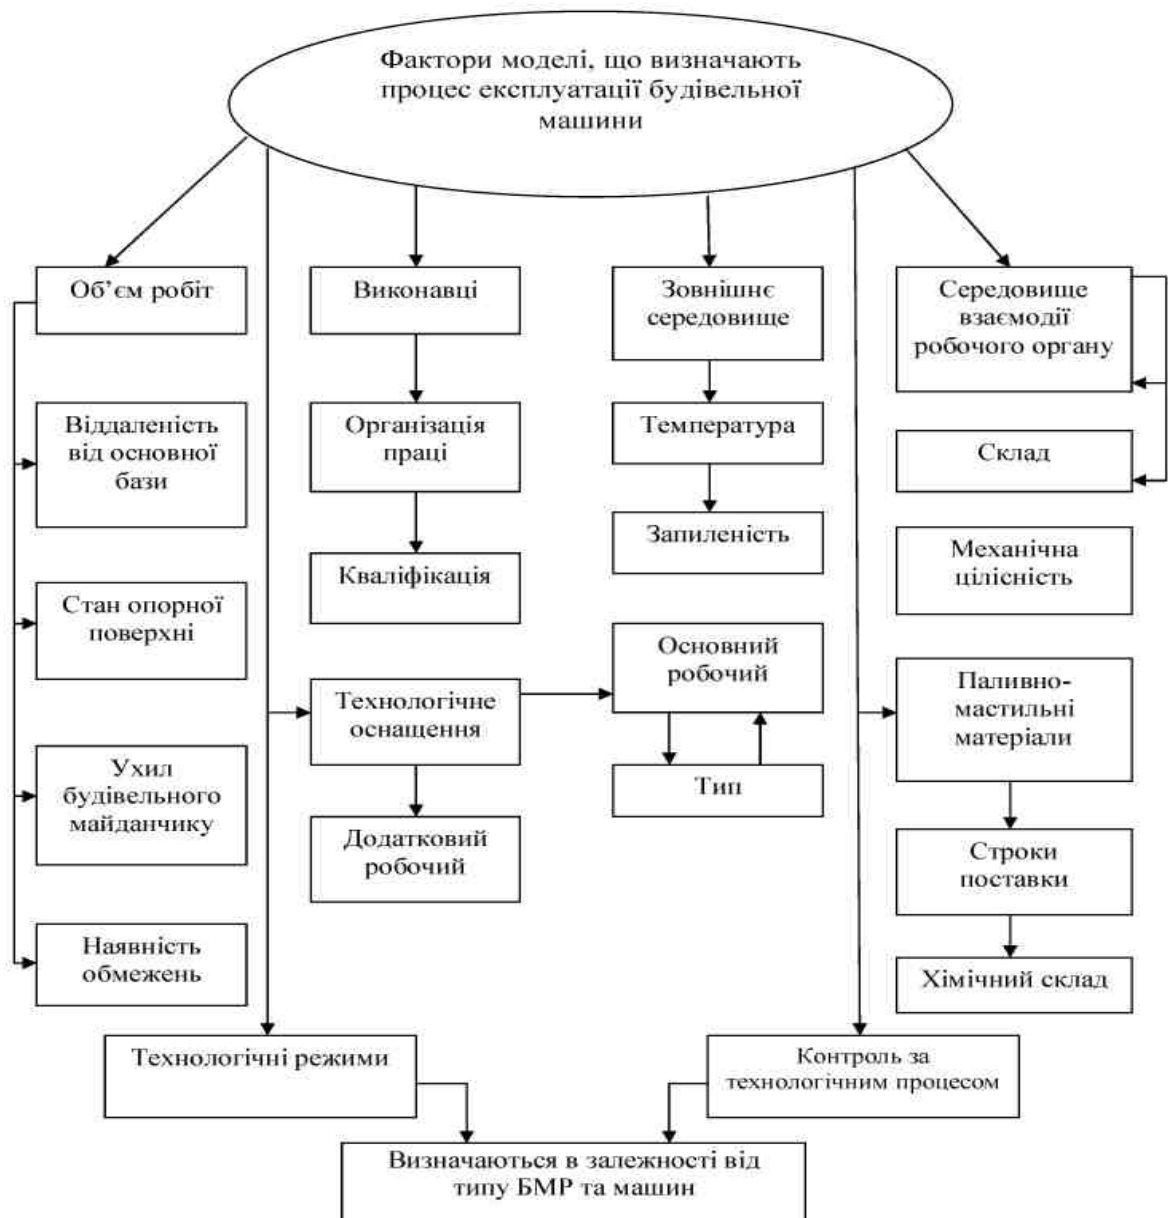 Фактори моделі, що визначають
процес експлуатації будівельної
машини
Об’єм робіт
Виконавці
Зовнішнє
середовище
Середовище
взаємодії
робочого органу
Віддаленість
від основної
бази
Організація
праці
Температура
Склад
Запиленість
Механічна
цілісність
Кваліфікація
Стан опорної
поверхні
Основний
робочий
Технологічне
оснащення
Паливно-
мастильні
матеріали
Ухил
будівельного
майданчику
Тип
Додатковий
робочий
Строки
поставки
Наявність
обмежень
Хімічний склад
Технологічні режими
Контроль за
технологічним процесом
Визначаються в залежності від
типу БМР та машин